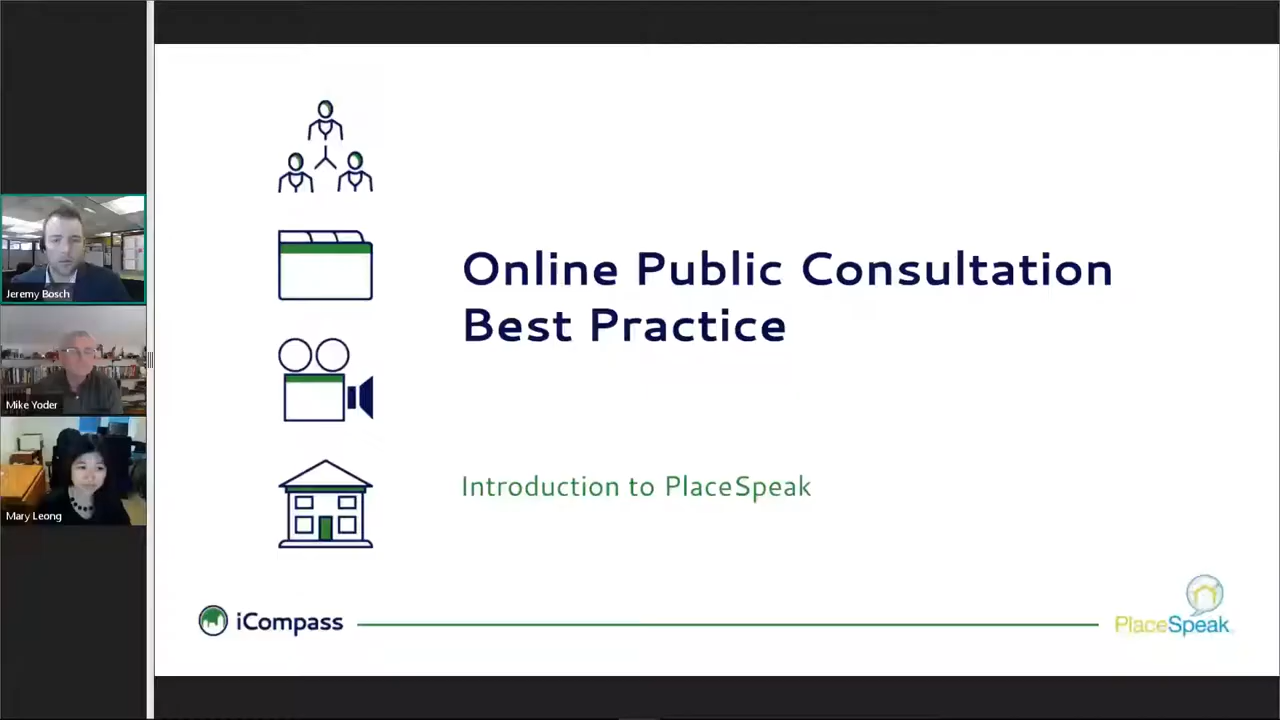 Jeremy Bosch
Mike Yoder
Mary Leong
Online Public Consultation
Best Practice
Introduction to PlaceSpeak
iCompass
PlaceSpeak